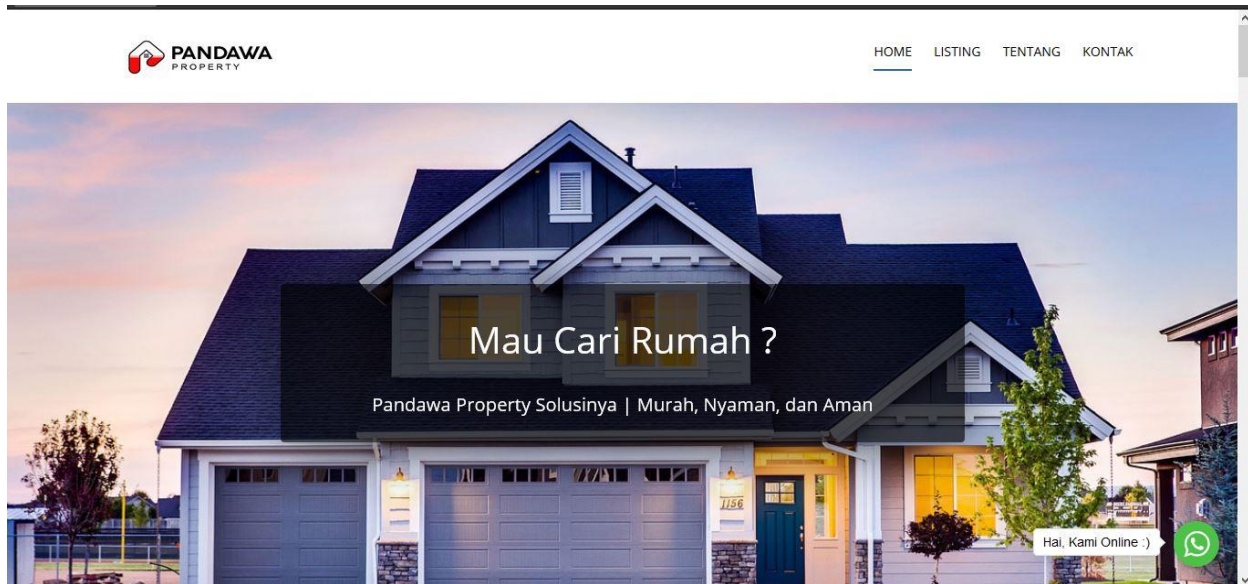 PANDAWA
PROPERTY
HOME LISTING TENTANG KONTAK
Mau Cari Rumah ?
Pandawa Property Solusinya | Murah, Nyaman, dan Aman
1156
Hai, Kami Online :)